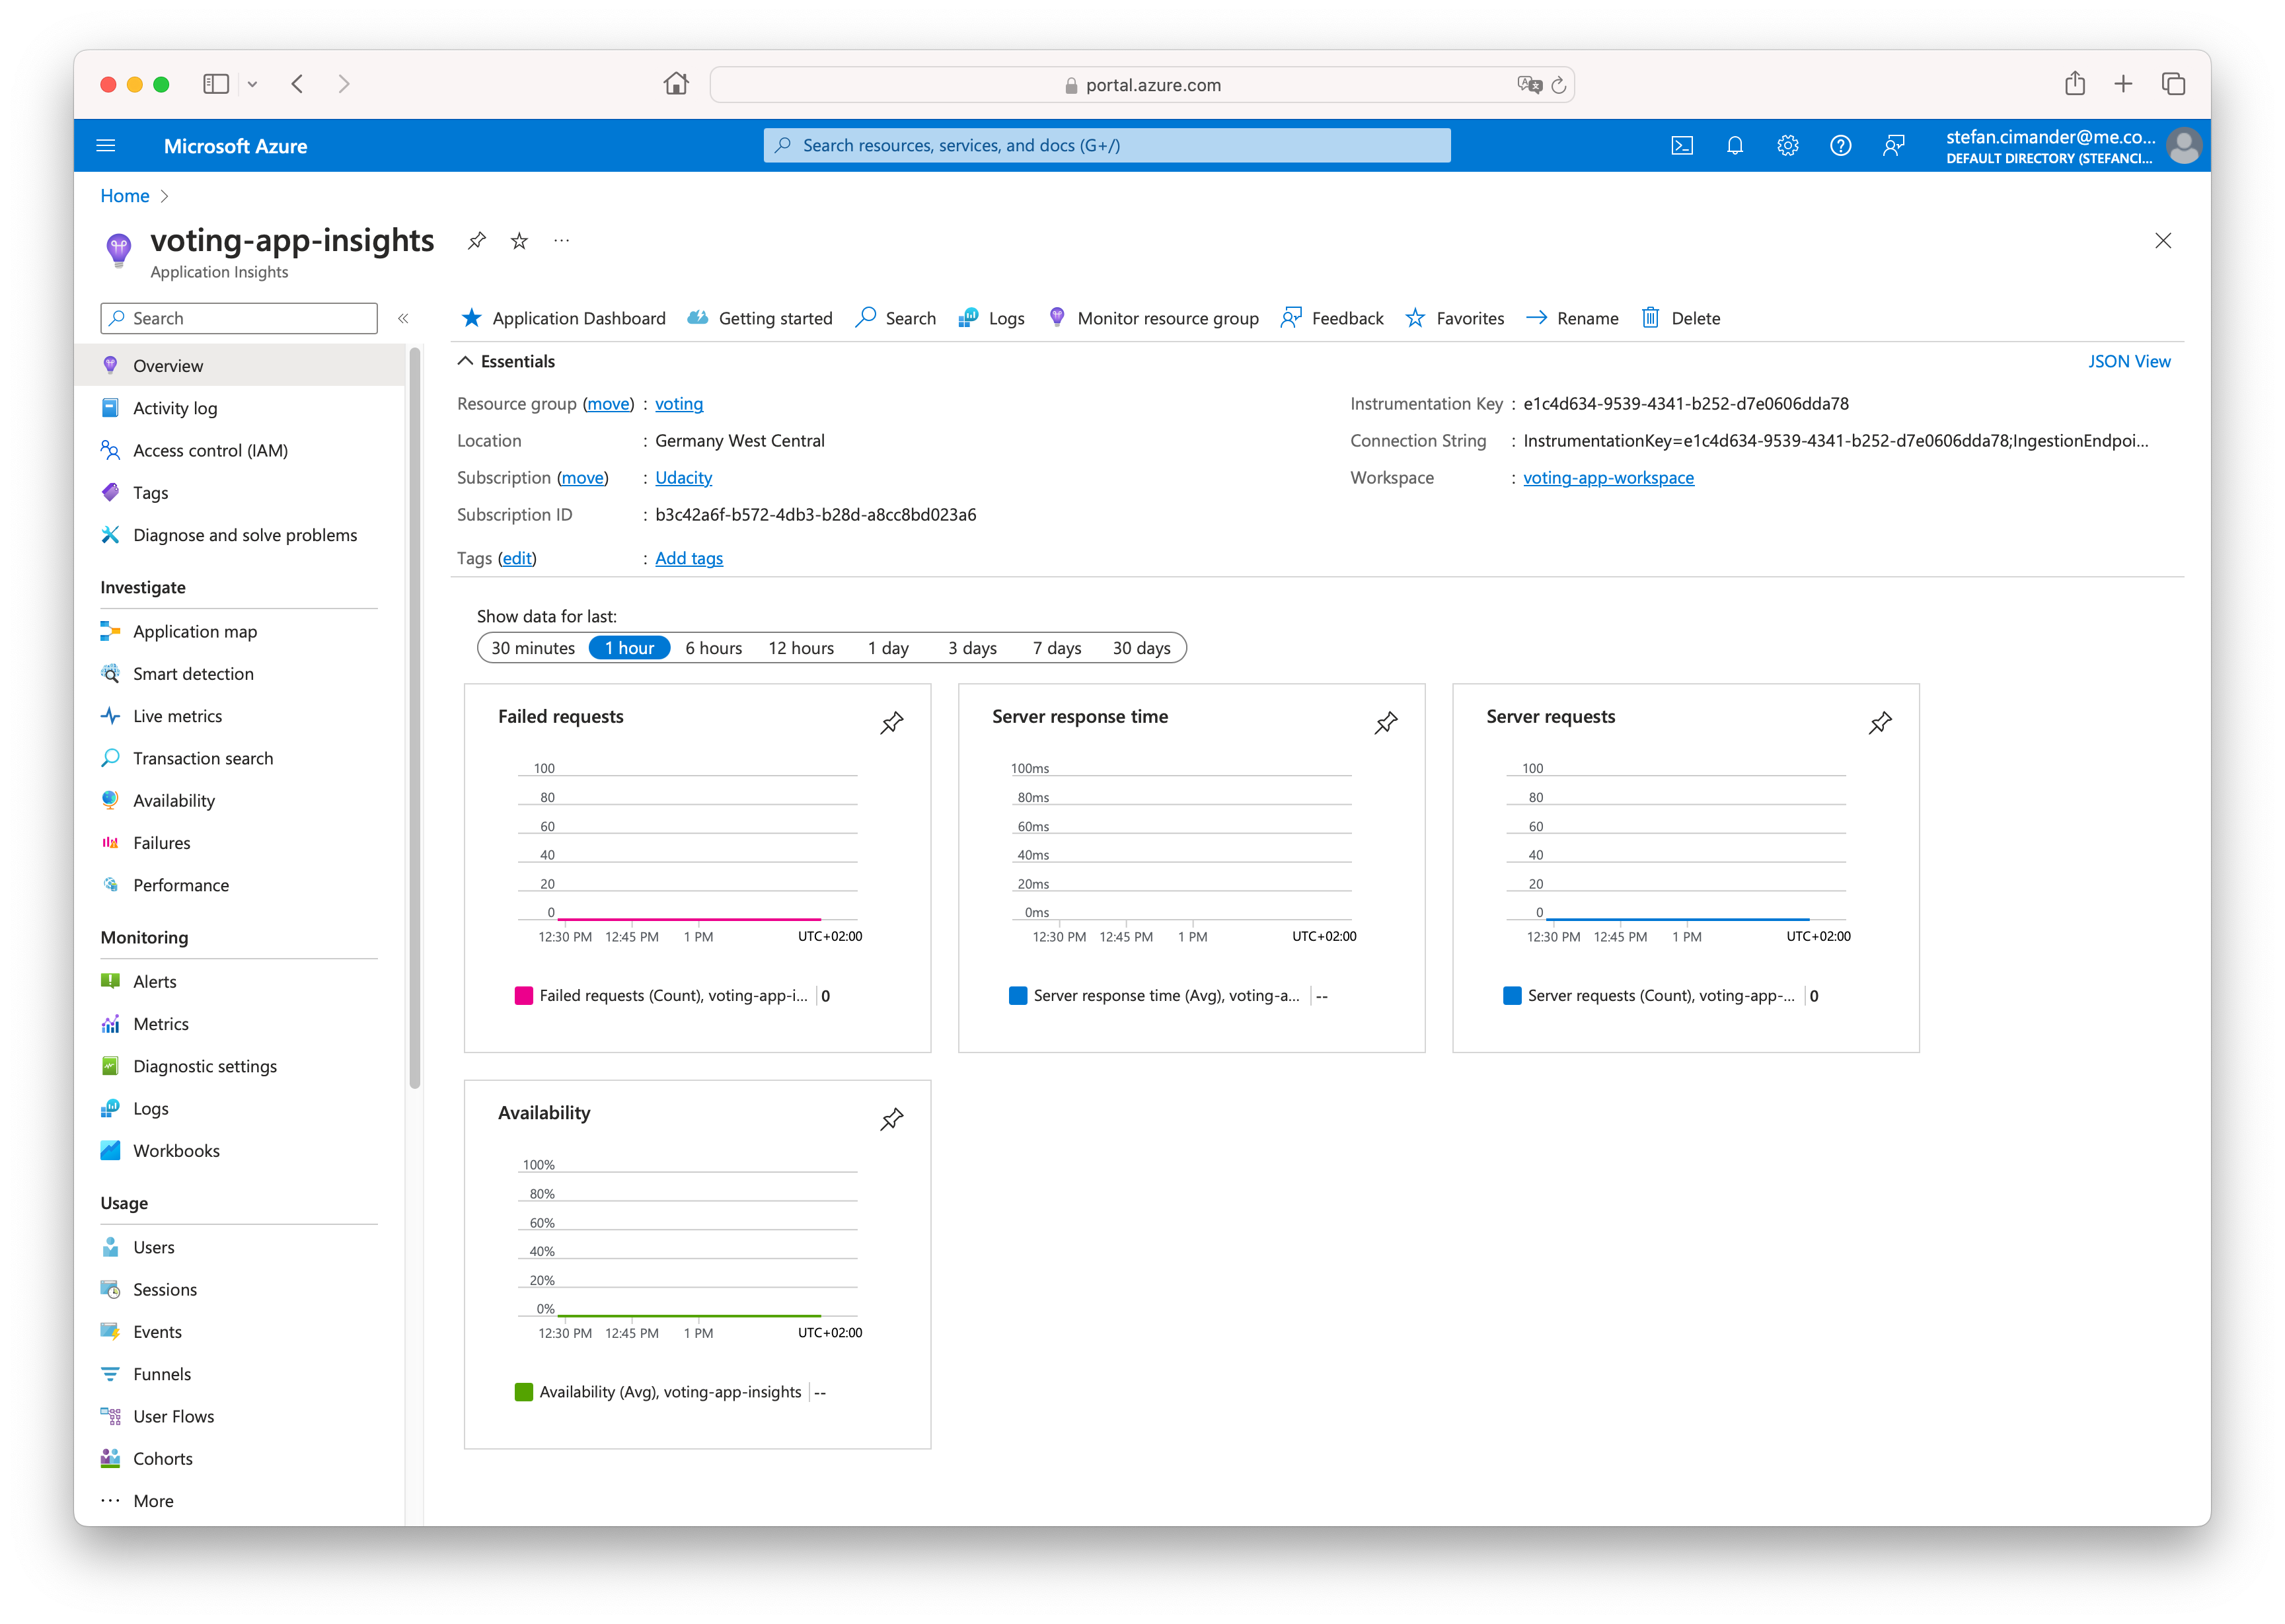 portal.azure.com
Microsoft Azure
Search resources, services, and docs (G+/)
stefan.cimander@me.co...
DEFAULT DIRECTORY (STEFANCI...
Home
voting-app-insights
Application Insights
Search
Overview
Activity log
Access control (IAM)
Tags
Diagnose and solve problems
Investigate
Application map
Smart detection
Live metrics
Transaction search
Availability
Failures
Performance
Monitoring
Alerts
Metrics
Diagnostic settings
Logs
Workbooks
Usage
Users
Sessions
Events
Funnels
User Flows
Cohorts
More
Application Dashboard Getting started Search Logs Monitor resource group Feedback Favorites Rename Delete
Essentials
JSON View
Resource group (move) : voting
Location : Germany West Central
Subscription (move) : Udacity
Subscription ID : b3c42a6f-b572-4db3-b28d-a8cc8bd023a6
Tags (edit) : Add tags
Instrumentation Key : e1c4d634-9539-4341-b252-d7e0606dda78
Connection String : InstrumentationKey=e1c4d634-9539-4341-b252-d7e0606dda78;IngestionEndpoi...
Workspace : voting-app-workspace
Show data for last:
30 minutes 1 hour 6 hours 12 hours 1 day 3 days 7 days 30 days
Failed requests
100
80
60
40
20
0
12:30 PM 12:45 PM 1 PM UTC+02:00
Failed requests (Count), voting-app-i... 0
Server response time
100ms
80ms
60ms
40ms
20ms
0ms
12:30 PM 12:45 PM 1 PM UTC+02:00
Server response time (Avg), voting-a... --
Server requests
100
80
60
40
20
0
12:30 PM 12:45 PM 1 PM UTC+02:00
Server requests (Count), voting-app-... 0
Availability
100%
80%
60%
40%
20%
0%
12:30 PM 12:45 PM 1 PM UTC+02:00
Availability (Avg), voting-app-insights --